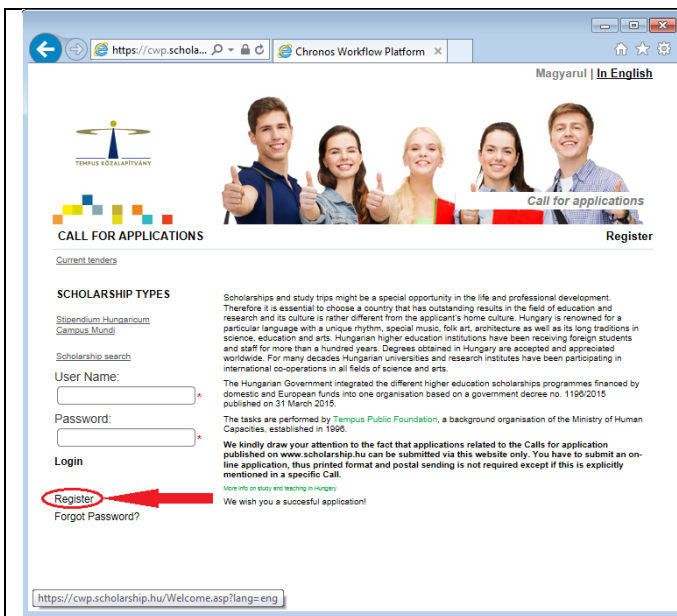 https://cwp.schola...
Chronos Workflow Platform
Magyarul | In English
TEMPUS KÖZALAPÍTVÁNY
Call for applications
CALL FOR APPLICATIONS
Register
Current tenders
SCHOLARSHIP TYPES
Stipendium Hungaricum
Campus Mundi
Scholarship search
User Name:
*
Password:
*
Login
Register
Forgot Password?
Scholarships and study trips might be a special opportunity in the life and professional development.
Therefore it is essential to choose a country that has outstanding results in the field of education and
research and its culture is rather different from the applicant's home culture. Hungary is renowned for a
particular language with a unique rhythm, special music, folk art, architecture as well as its long traditions in
science, education and arts. Hungarian higher education institutions have been receiving foreign students
and staff for more than a hundred years. Degrees obtained in Hungary are accepted and appreciated
worldwide. For many decades Hungarian universities and research institutes have been participating in
international co-operations in all fields of science and arts.
The Hungarian Government integrated the different higher education scholarships programmes financed by
domestic and European funds into one organisation based on a government decree no. 1196/2015
published on 31 March 2015.
The tasks are performed by Tempus Public Foundation, a background organisation of the Ministry of Human
Capacities, established in 1996.
We kindly draw your attention to the fact that applications related to the Calls for application
published on www.scholarship.hu can be submitted via this website only. You have to submit an on-
line application, thus printed format and postal sending is not required except if this is explicitly
mentioned in a specific Call.
More info on study and teaching in Hungary
We wish you a succesful application!
https://cwp.scholarship.hu/Welcome.asp?lang=eng